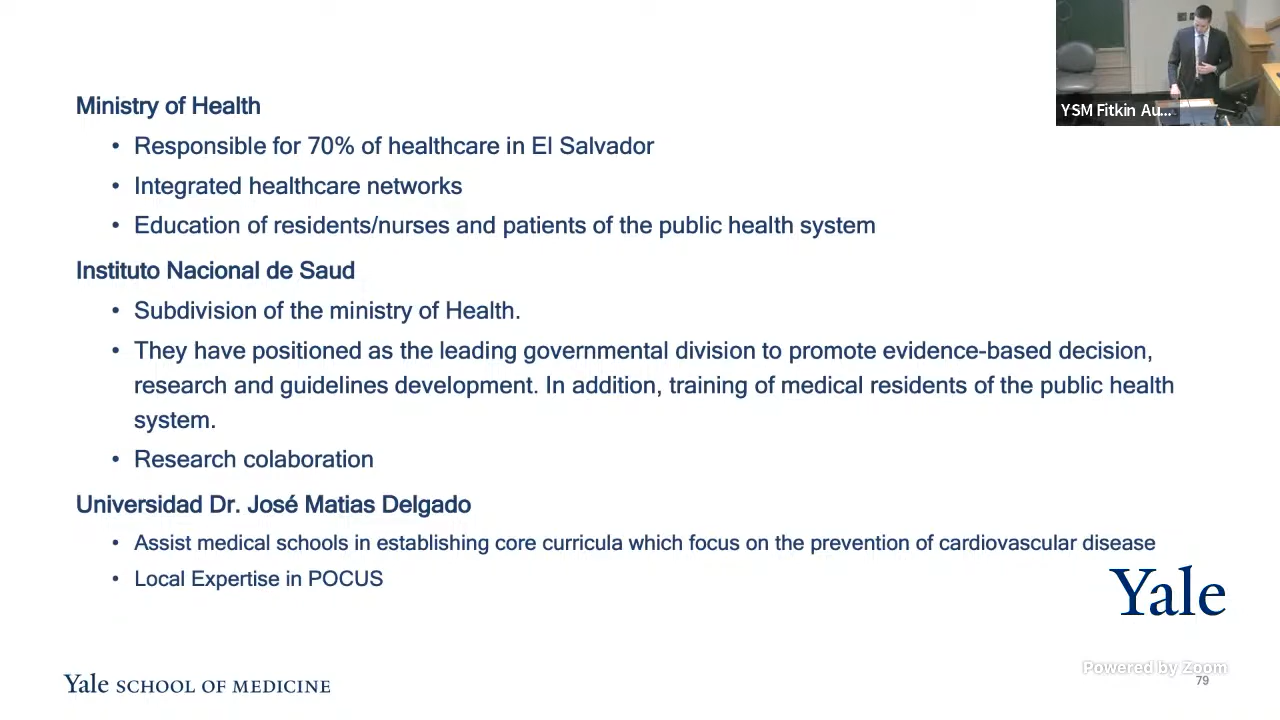 YSM Fitkin Au...
Ministry of Health
• Responsible for 70% of healthcare in El Salvador
• Integrated healthcare networks
• Education of residents/nurses and patients of the public health system
Instituto Nacional de Saud
• Subdivision of the ministry of Health.
• They have positioned as the leading governmental division to promote evidence-based decision,
research and guidelines development. In addition, training of medical residents of the public health
system.
• Research colaboration
Universidad Dr. José Matias Delgado
• Assist medical schools in establishing core curricula which focus on the prevention of cardiovascular disease
• Local Expertise in POCUS
Yale
Yale SCHOOL OF MEDICINE
Powered by Zoom
79